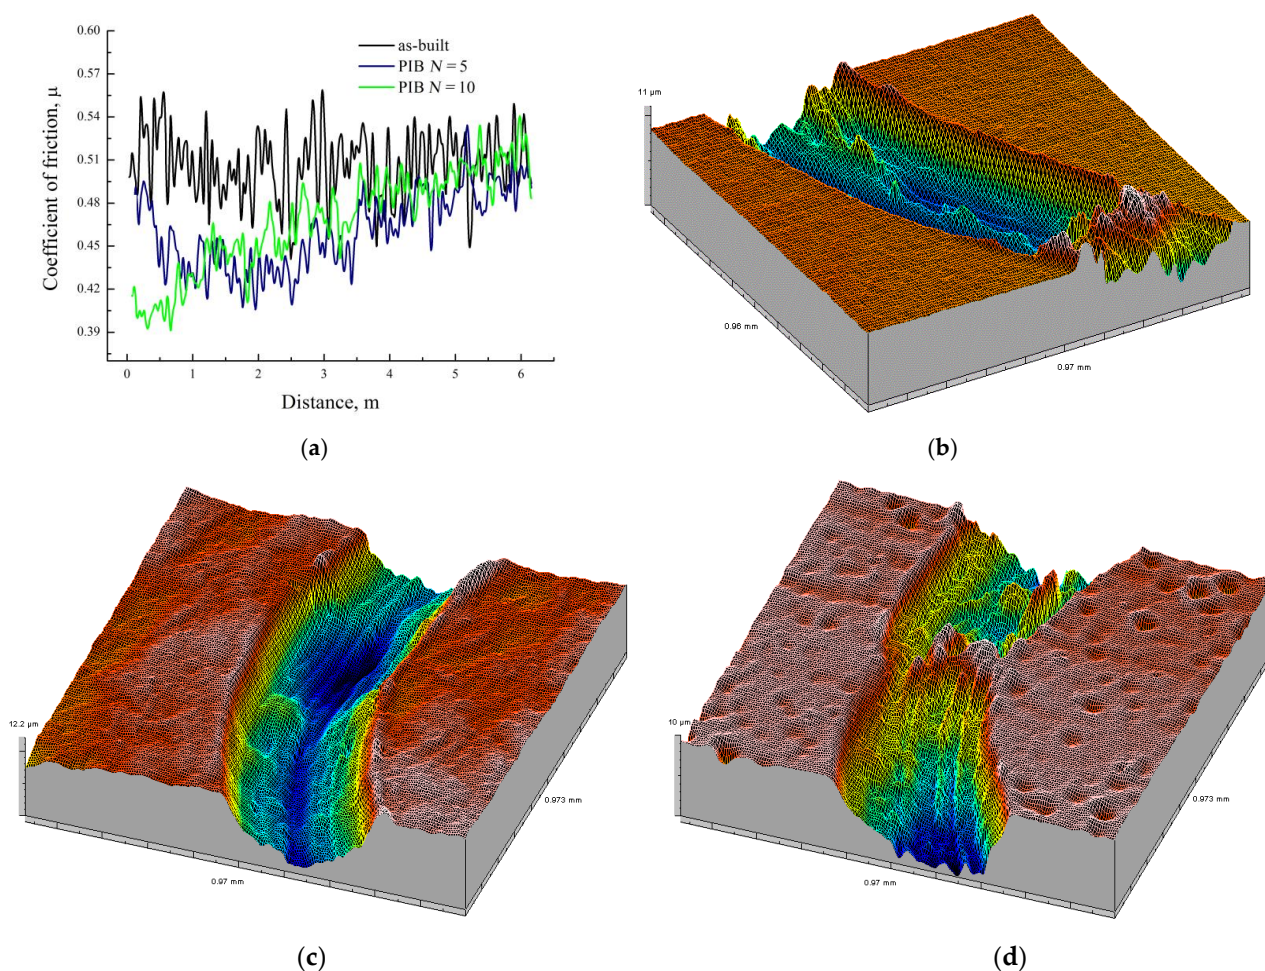 0.60
0.57
0.54
0.51
0.48
0.45
0.42
0.39
Coefficient of friction, μ
as-built
PIB N = 5
PIB N = 10
0 1 2 3 4 5 6
Distance, m
(a)
11 μm
0.96 mm
0.97 mm
(b)
12.2 μm
0.97 mm
0.973 mm
(c)
10 μm
0.97 mm
0.973 mm
(d)